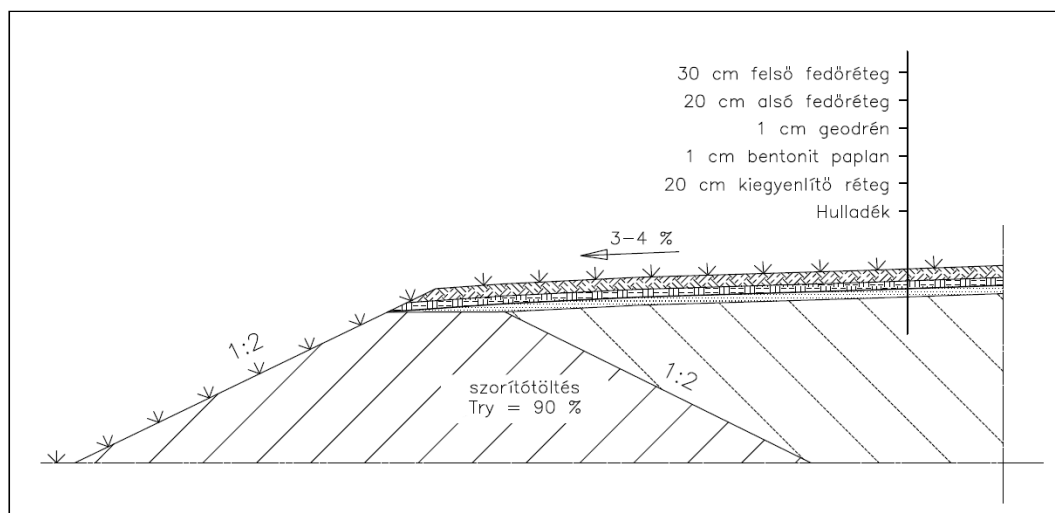 30 cm felső fedőréteg
20 cm alsó fedőréteg
1 cm geodrén
1 cm bentonit paplan
20 cm kiegyenlítő réteg
Hulladék
3-4 %
1:2
1:2
szorítótöltés
Try = 90 %